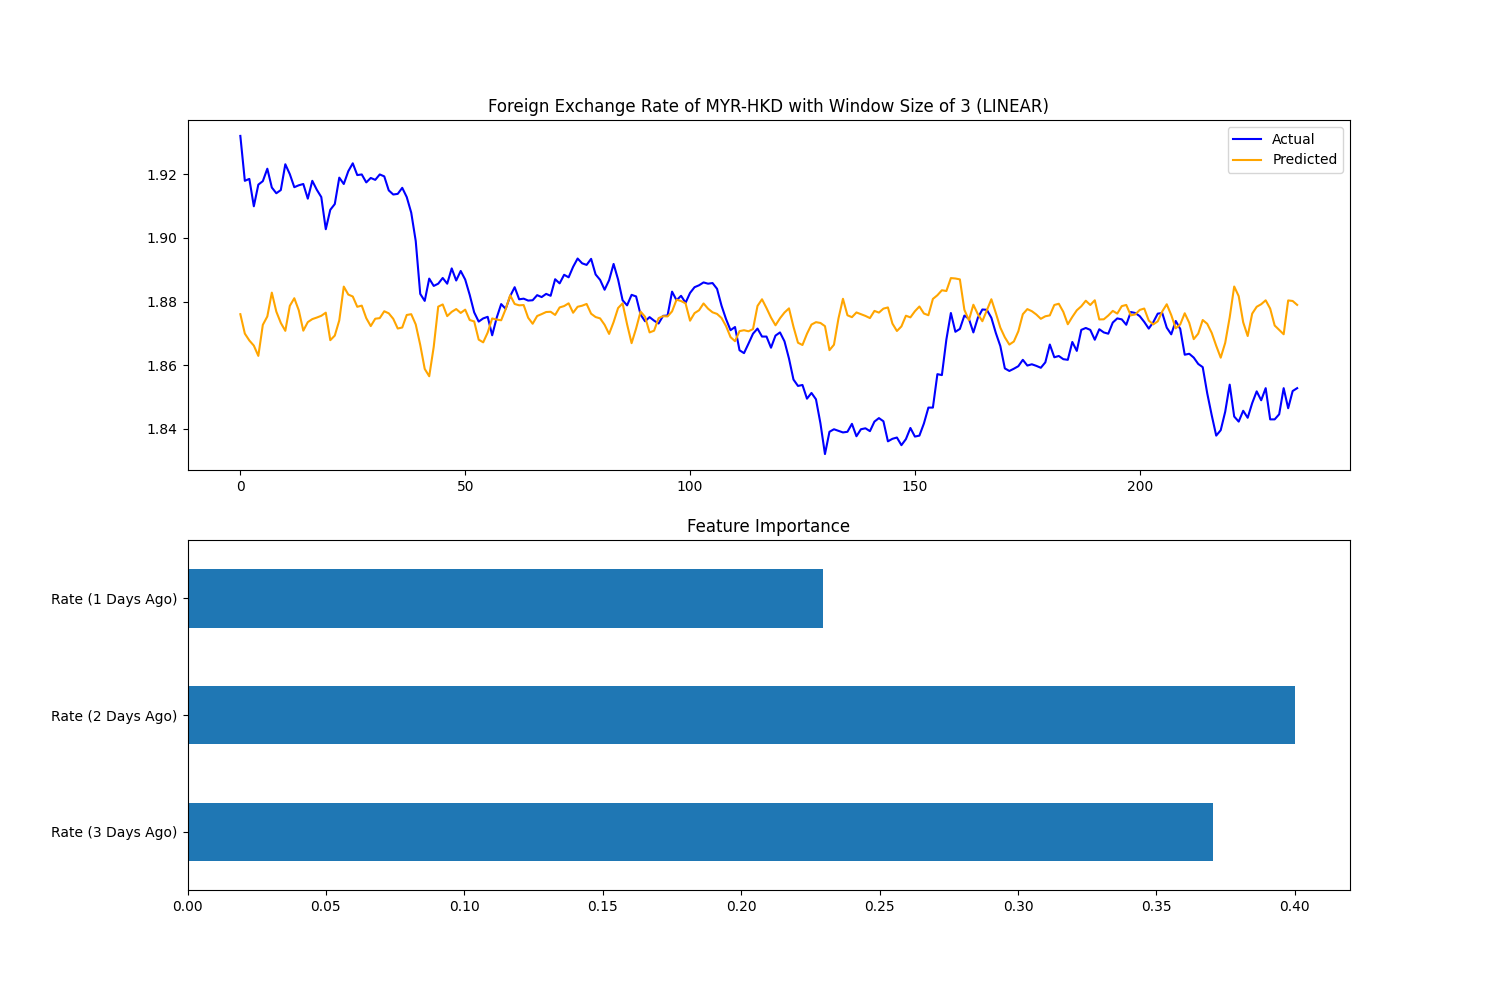 Foreign Exchange Rate of MYR-HKD with Window Size of 3 (LINEAR)
Actual
Predicted
1.92
1.90
1.88
1.86
1.84
0 50 100 150 200
Feature Importance
Rate (1 Days Ago)
Rate (2 Days Ago)
Rate (3 Days Ago)
0.00 0.05 0.10 0.15 0.20 0.25 0.30 0.35 0.40